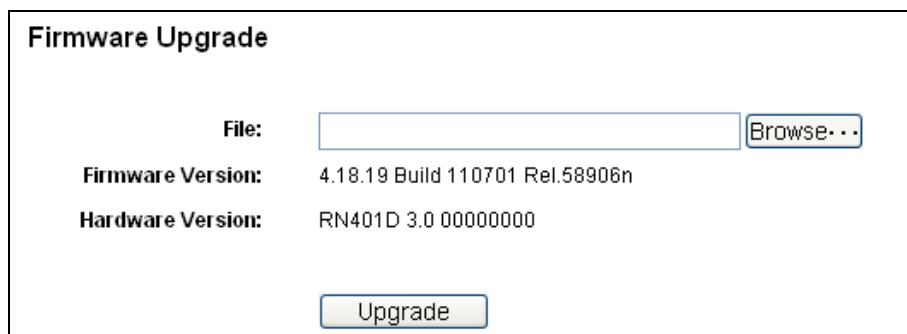 Firmware Upgrade
File:
Browse...
Firmware Version: 4.18.19 Build 110701 Rel.58906n
Hardware Version: RN401D 3.0 00000000
Upgrade